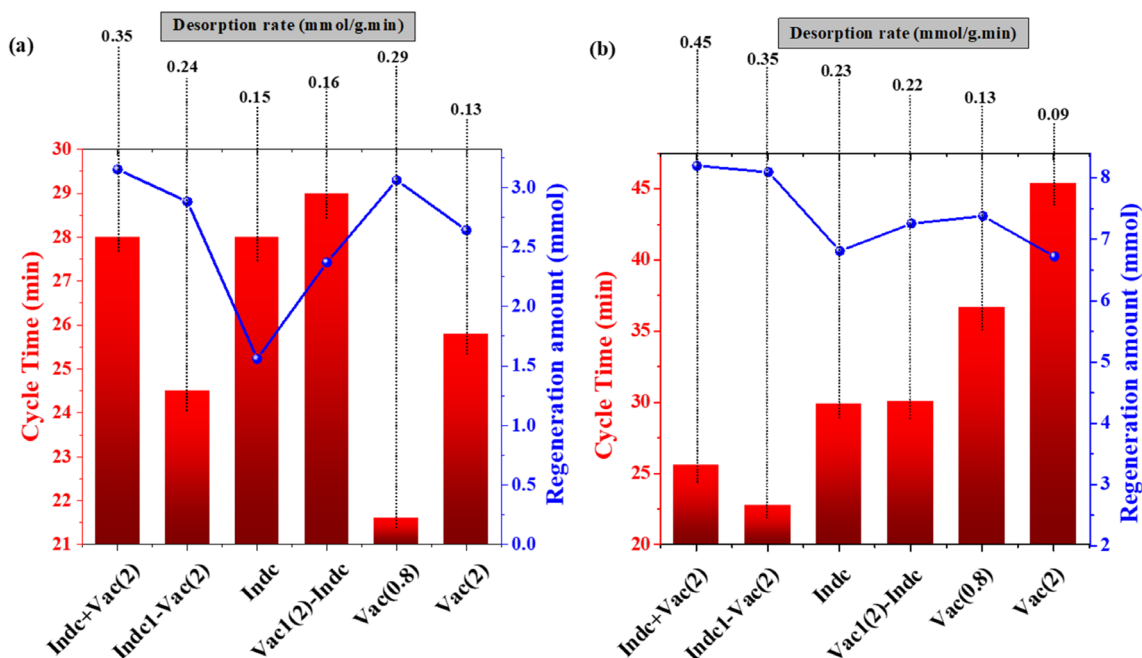 Desorption rate (mmol/g.min)
(a)
0.35
0.24
0.15
0.16
0.29
0.13
30
29
28
27
26
25
24
23
22
21
Cycle Time (min)
3.0
2.5
2.0
1.5
1.0
0.5
0.0
Regeneration amount (mmol)
Indc+Vac(2)
Indc1-Vac(2)
Indc
Vac1(2)-Indc
Vac(0.8)
Vac(2)
Desorption rate (mmol/g.min)
(b)
0.45
0.35
0.23
0.22
0.13
0.09
45
40
35
30
25
20
Cycle Time (min)
8
7
6
5
4
3
2
Regeneration amount (mmol)
Indc+Vac(2)
Indc1-Vac(2)
Indc
Vac1(2)-Indc
Vac(0.8)
Vac(2)